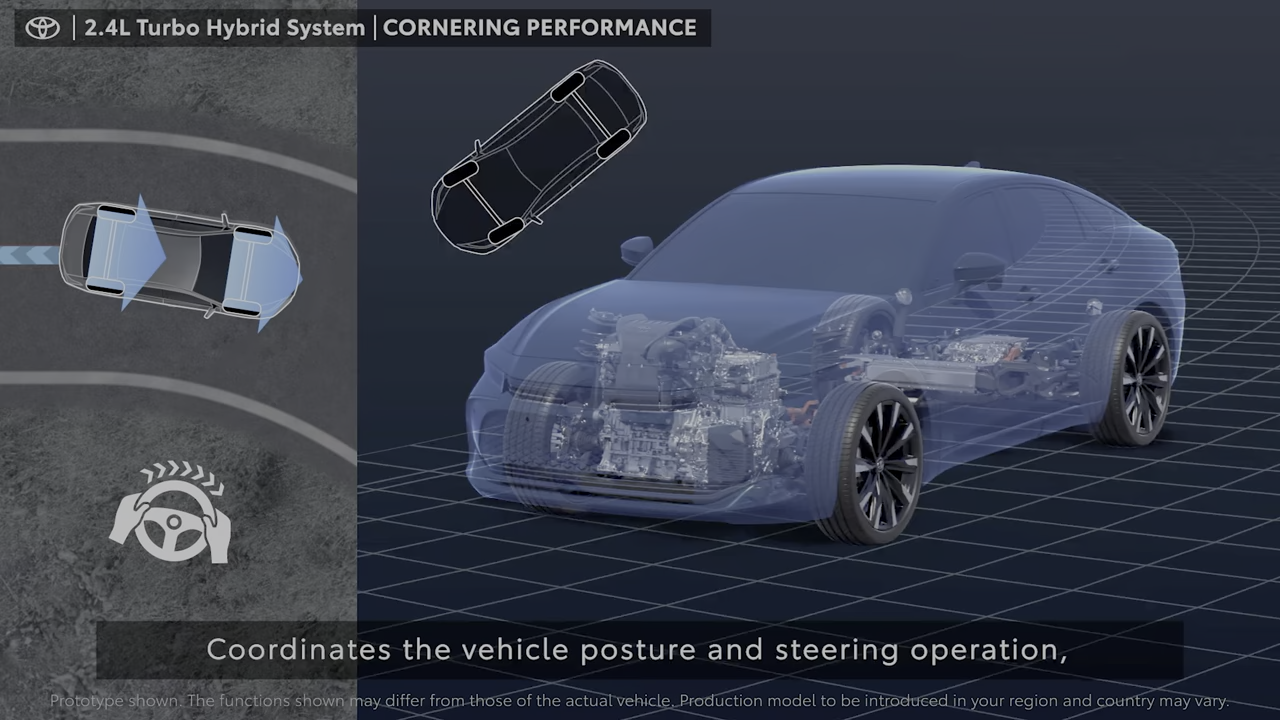 2.4L Turbo Hybrid System | CORNERING PERFORMANCE
Coordinates the vehicle posture and steering operation,
Prototype shown. The functions shown may differ from those of the actual vehicle. Production model to be introduced in your region and country may vary.